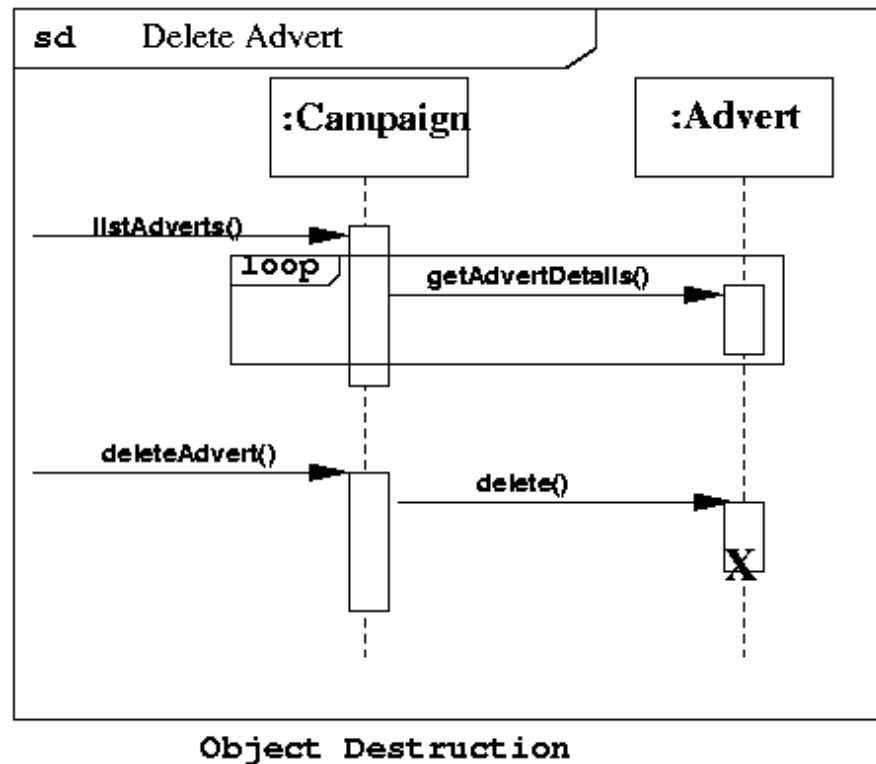 sd Delete Advert
:Campaign :Advert
listAdverts()
loop
getAdvertDetails()
deleteAdvert()
delete()
X
Object Destruction